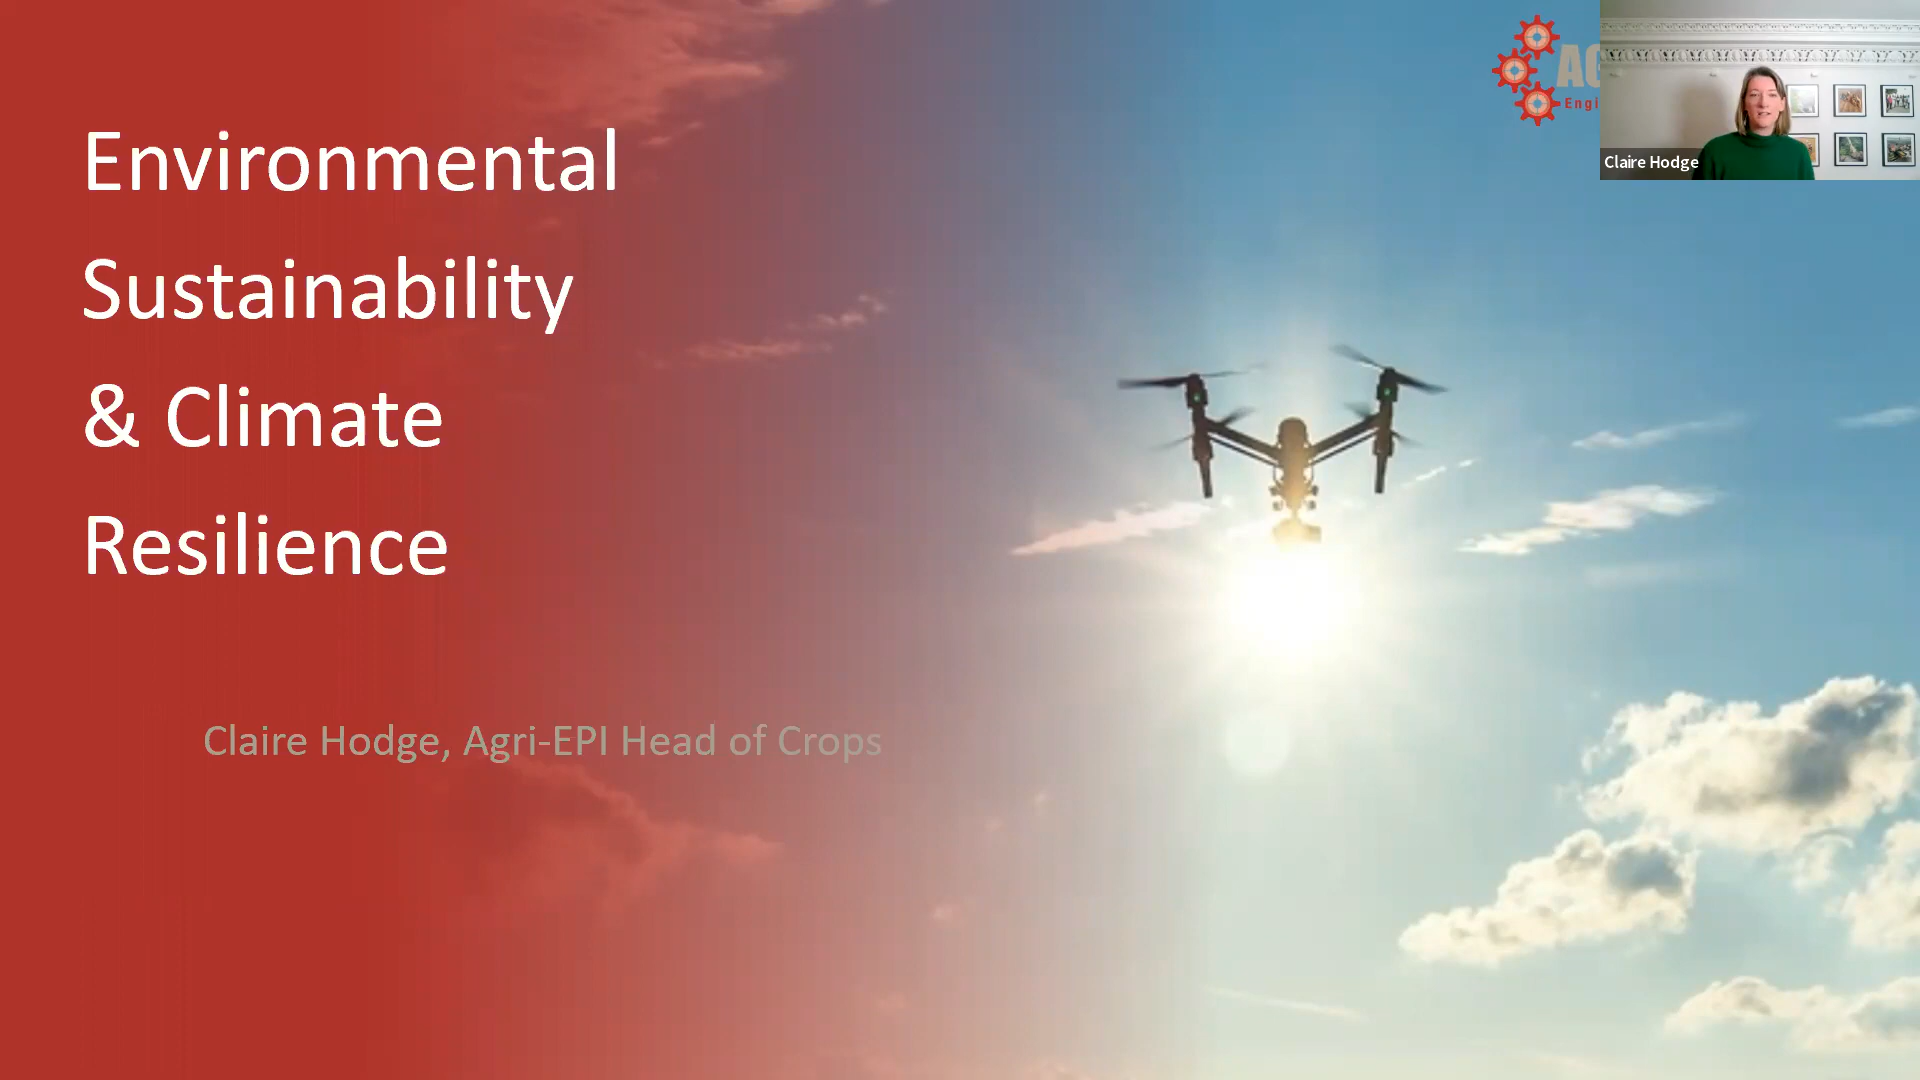 Environmental
Sustainability
& Climate
Resilience
Claire Hodge, Agri-EPI Head of Crops
Claire Hodge